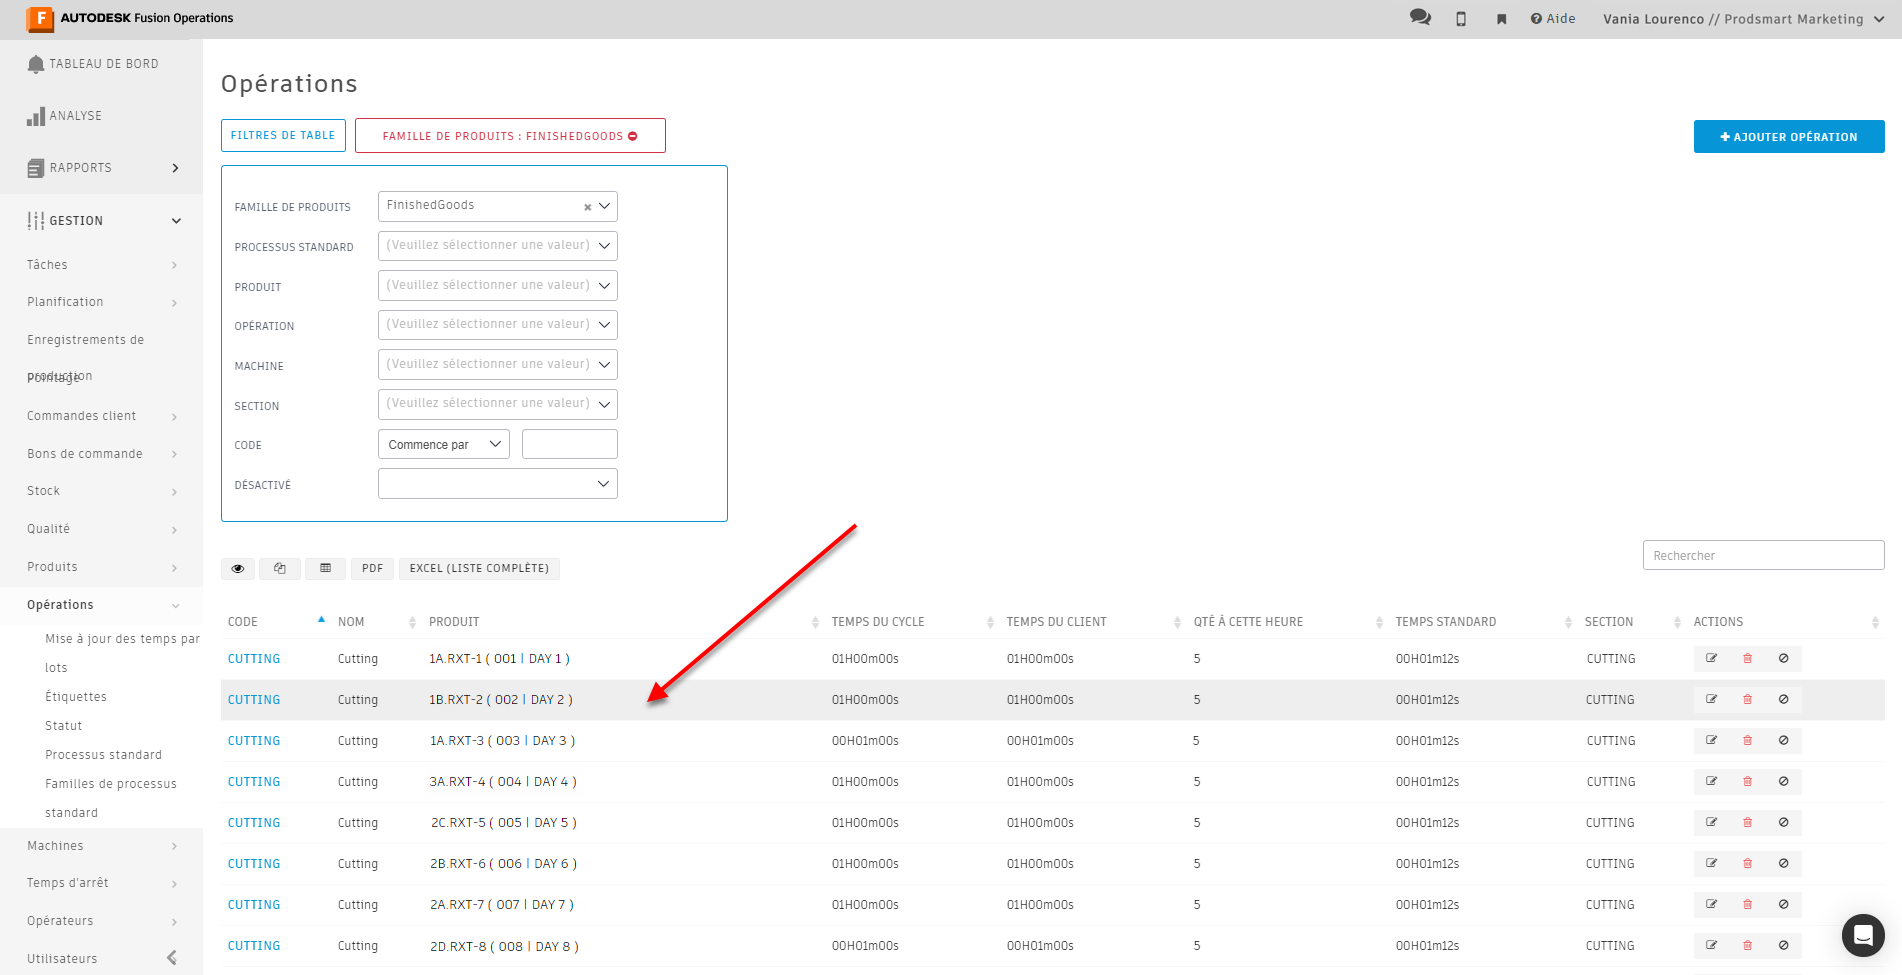 F AUTODESK Fusion Operations
Aide
Vania Lourenco // Prodsmart Marketing
TABLEAU DE BORD
ANALYSE
RAPPORTS
GESTION
Tâches
Planification
Enregistrements de
production
Pointage
Commandes client
Bons de commande
Stock
Qualité
Produits
Opérations
Mise à jour des temps par
lots
Étiquettes
Statut
Processus standard
Familles de processus
standard
Machines
Temps d'arrêt
Opérateurs
Utilisateurs
Opérations
FILTRES DE TABLE
FAMILLE DE PRODUITS : FINISHEDGOODS
AJOUTER OPÉRATION
FAMILLE DE PRODUITS FinishedGoods
PROCESSUS STANDARD (Veuillez sélectionner une valeur)
PRODUIT (Veuillez sélectionner une valeur)
OPÉRATION (Veuillez sélectionner une valeur)
MACHINE (Veuillez sélectionner une valeur)
SECTION (Veuillez sélectionner une valeur)
CODE Commence par
DÉSACTIVÉ
PDF EXCEL (LISTE COMPLÈTE)
Rechercher
CODE NOM PRODUIT TEMPS DU CYCLE TEMPS DU CLIENT QTÉ À CETTE HEURE TEMPS STANDARD SECTION ACTIONS
CUTTING Cutting 1A.RXT-1 ( 001 | DAY 1 ) 01H00m00s 01H00m00s 5 00H01m12s CUTTING
CUTTING Cutting 1B.RXT-2 ( 002 | DAY 2 ) 01H00m00s 01H00m00s 5 00H01m12s CUTTING
CUTTING Cutting 1A.RXT-3 ( 003 | DAY 3 ) 00H01m00s 00H01m00s 5 00H01m12s CUTTING
CUTTING Cutting 3A.RXT-4 ( 004 | DAY 4 ) 01H00m00s 01H00m00s 5 00H01m12s CUTTING
CUTTING Cutting 2C.RXT-5 ( 005 | DAY 5 ) 01H00m00s 01H00m00s 5 00H01m12s CUTTING
CUTTING Cutting 2B.RXT-6 ( 006 | DAY 6 ) 01H00m00s 01H00m00s 5 00H01m12s CUTTING
CUTTING Cutting 2A.RXT-7 ( 007 | DAY 7 ) 01H00m00s 01H00m00s 5 00H01m12s CUTTING
CUTTING Cutting 2D.RXT-8 ( 008 | DAY 8 ) 00H01m00s 00H01m00s 5 00H01m12s CUTTING